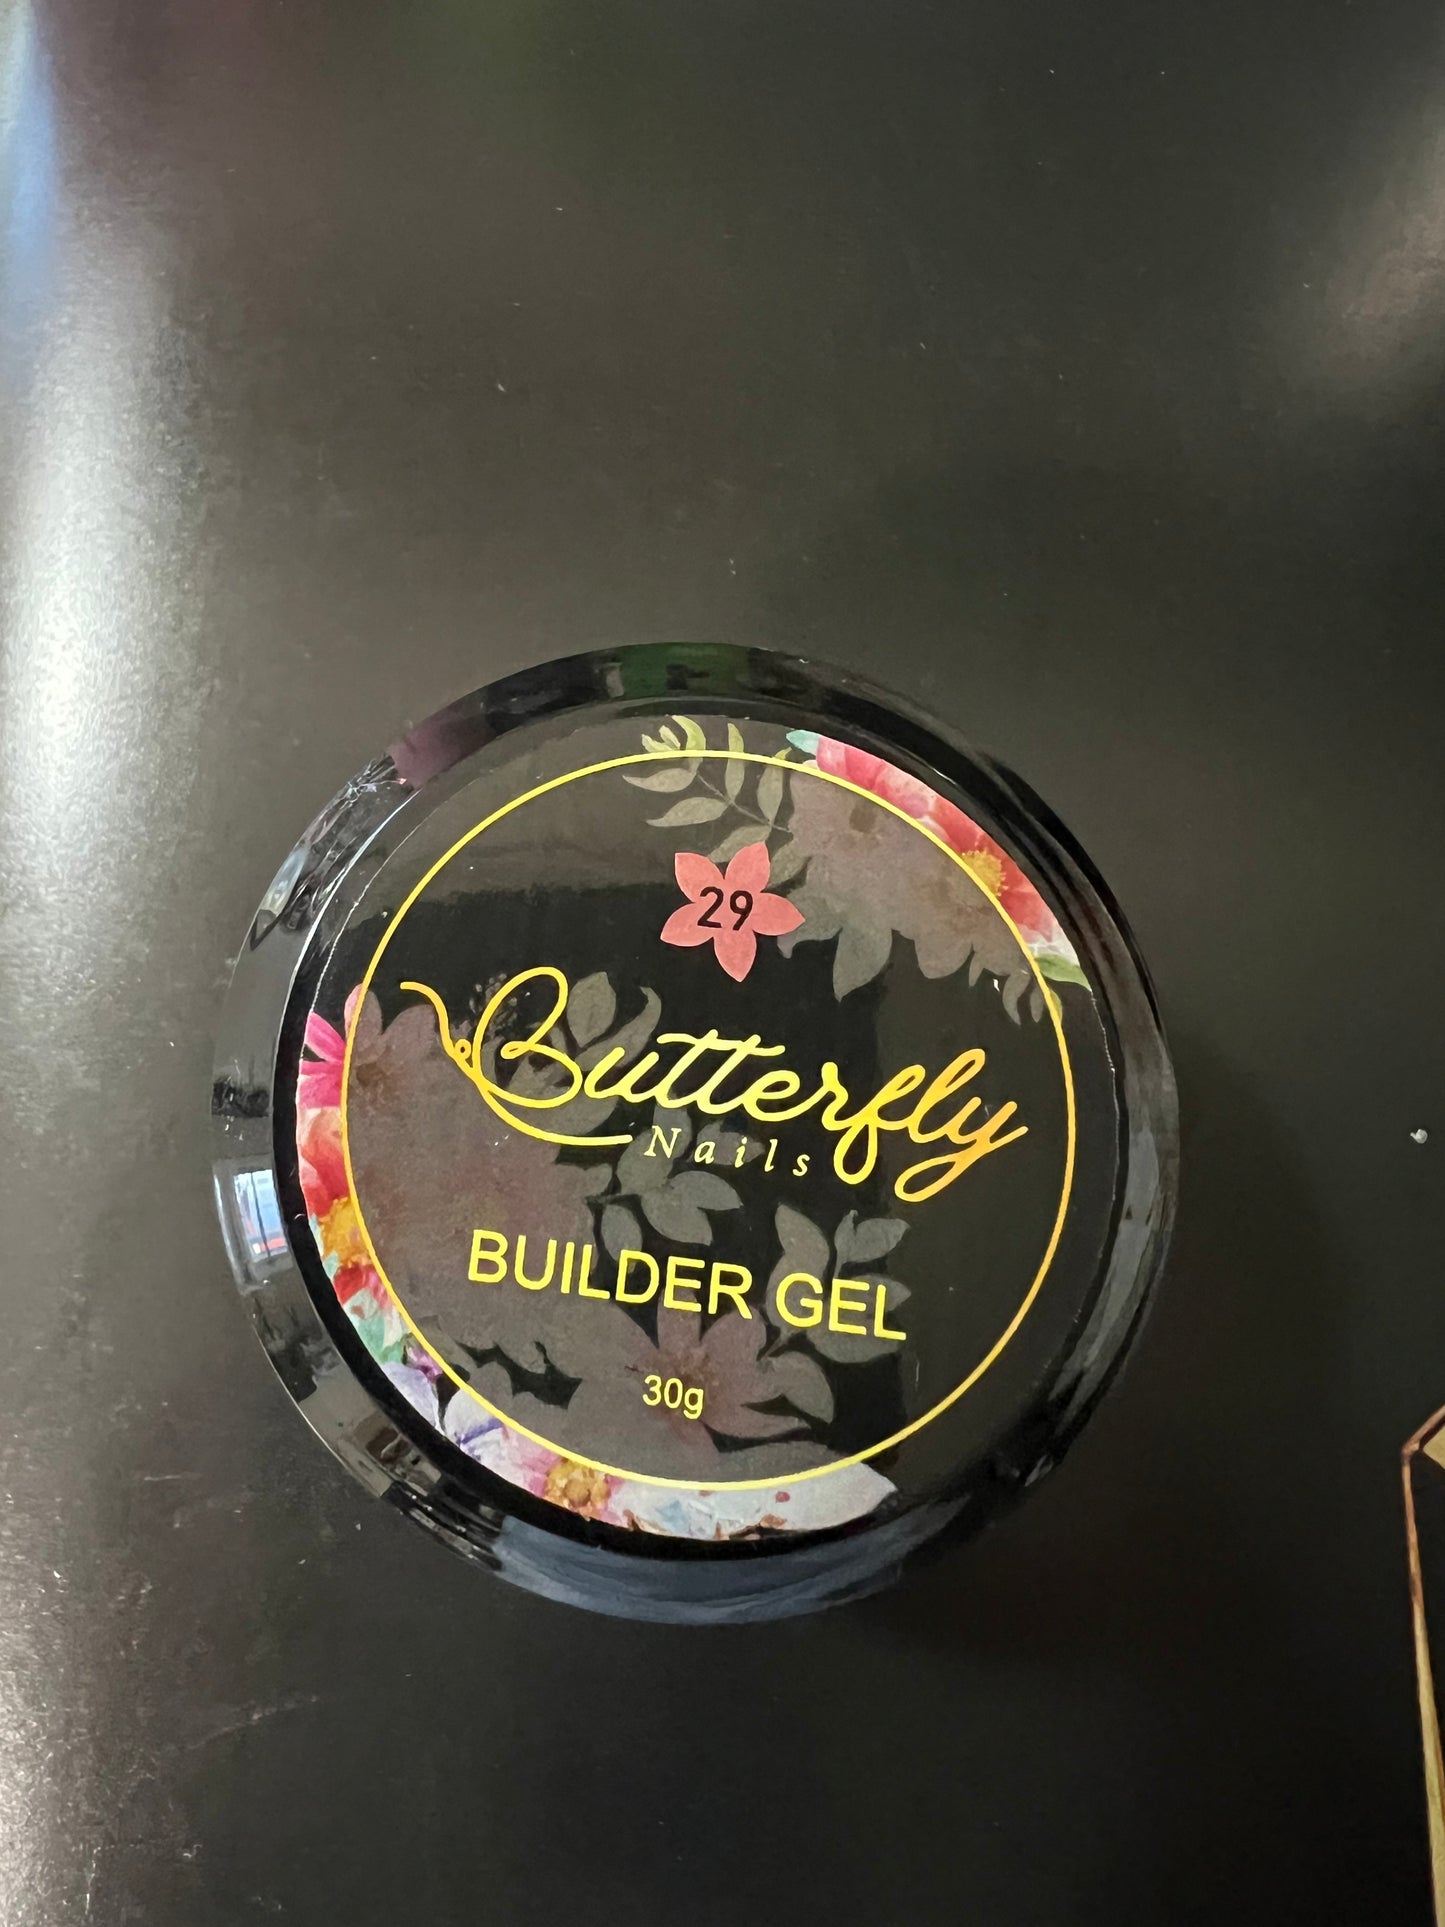 29
Butterfly
Nails
BUILDER GEL
30g